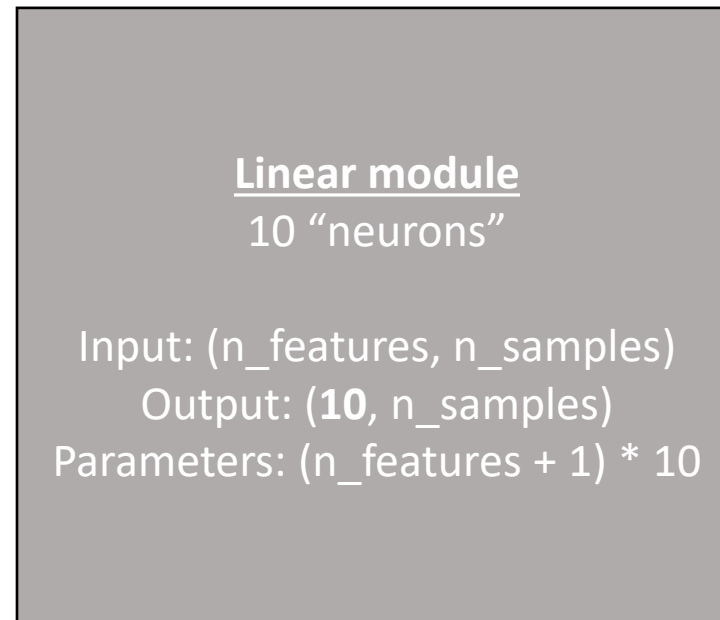 Linear module
10 “neurons”
Input: (n_features, n_samples)
Output: (10, n_samples)
Parameters: (n_features + 1) * 10